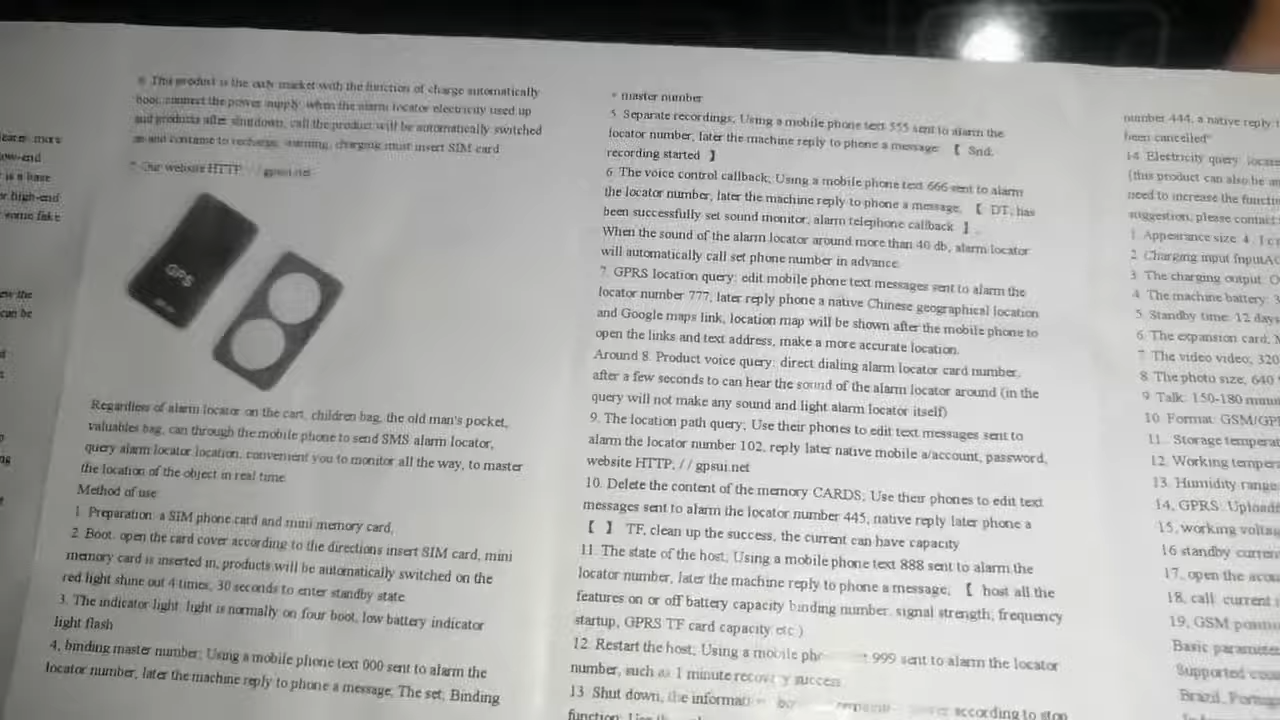 learn more
low-end
is a base
or high-end
some fake
ew the
can be
※ This product is the only market with the function of charge automatically
boot, connect the power supply, when the alarm locator electricity used up
and products after shutdown, call the product will be automatically switched
on and continue to recharge, warning, charging must insert SIM card
* Our website HTTP: / / gpsui.net
GPS
Regardless of alarm locator on the cart, children bag, the old man's pocket,
valuables bag, can through the mobile phone to send SMS alarm locator,
query alarm locator location, convenient you to monitor all the way, to master
the location of the object in real time.
Method of use
1. Preparation: a SIM phone card and mini memory card,
2. Boot: open the card cover according to the directions insert SIM card, mini
memory card is inserted in, products will be automatically switched on the
red light shine out 4 times, 30 seconds to enter standby state
3. The indicator light: light is normally on four boot, low battery indicator
light flash
4, binding master number; Using a mobile phone text 000 sent to alarm the
locator number, later the machine reply to phone a message; The set; Binding
* master number
5. Separate recordings; Using a mobile phone text 555 sent to alarm the
locator number, later the machine reply to phone a message: 【 Snd:
recording started 】
6. The voice control callback; Using a mobile phone text 666 sent to alarm
the locator number, later the machine reply to phone a message, 【 DT; has
been successfully set sound monitor, alarm telephone callback 】.
When the sound of the alarm locator around more than 40 db, alarm locator
will automatically call set phone number in advance.
7. GPRS location query: edit mobile phone text messages sent to alarm the
locator number 777, later reply phone a native Chinese geographical location
and Google maps link, location map will be shown after the mobile phone to
open the links and text address, make a more accurate location.
Around 8. Product voice query: direct dialing alarm locator card number,
after a few seconds to can hear the sound of the alarm locator around (in the
query will not make any sound and light alarm locator itself)
9. The location path query; Use their phones to edit text messages sent to
alarm the locator number 102, reply later native mobile a/account, password,
website HTTP; / / gpsui.net
10. Delete the content of the memory CARDS; Use their phones to edit text
messages sent to alarm the locator number 445, native reply later phone a
【 】 TF, clean up the success, the current can have capacity
11. The state of the host; Using a mobile phone text 888 sent to alarm the
locator number, later the machine reply to phone a message; 【 host all the
features on or off battery capacity binding number, signal strength, frequency
startup, GPRS TF card capacity, etc.)
12. Restart the host; Using a mobile 999 sent to alarm the locator
number, such as 1 minute recovery success
13. Shut down, the according to stop
function: Use
number 444, a native reply
been cancelled"
14. Electricity query:
(this product can also be
need to increase the
suggestion, please
1. Appearance size: 4.
2. Charging input
3. The charging output:
4. The machine battery:
5. Standby time: 12 days
6. The expansion card,
7. The video video; 320
8. The photo size, 640
9. Talk: 150-180
10. Format: GSM/
11. Storage
12. Working
13. Humidity range:
14, GPRS:
15, working
16 standby
17, open the
18, call: current
19, GSM
Basic
Supported
Brazil,